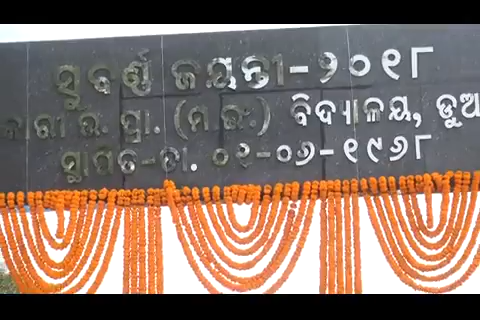 ସୁବର୍ଣ୍ଣ ଜୟନ୍ତୀ-୨୦୧୮
ଉ. ପ୍ରା. (ମ.ଇଂ) ବିଦ୍ୟାଳୟ,
ସ୍ଥାପିତ-ତା. ୦୧-୦୬-୧୯୬୮